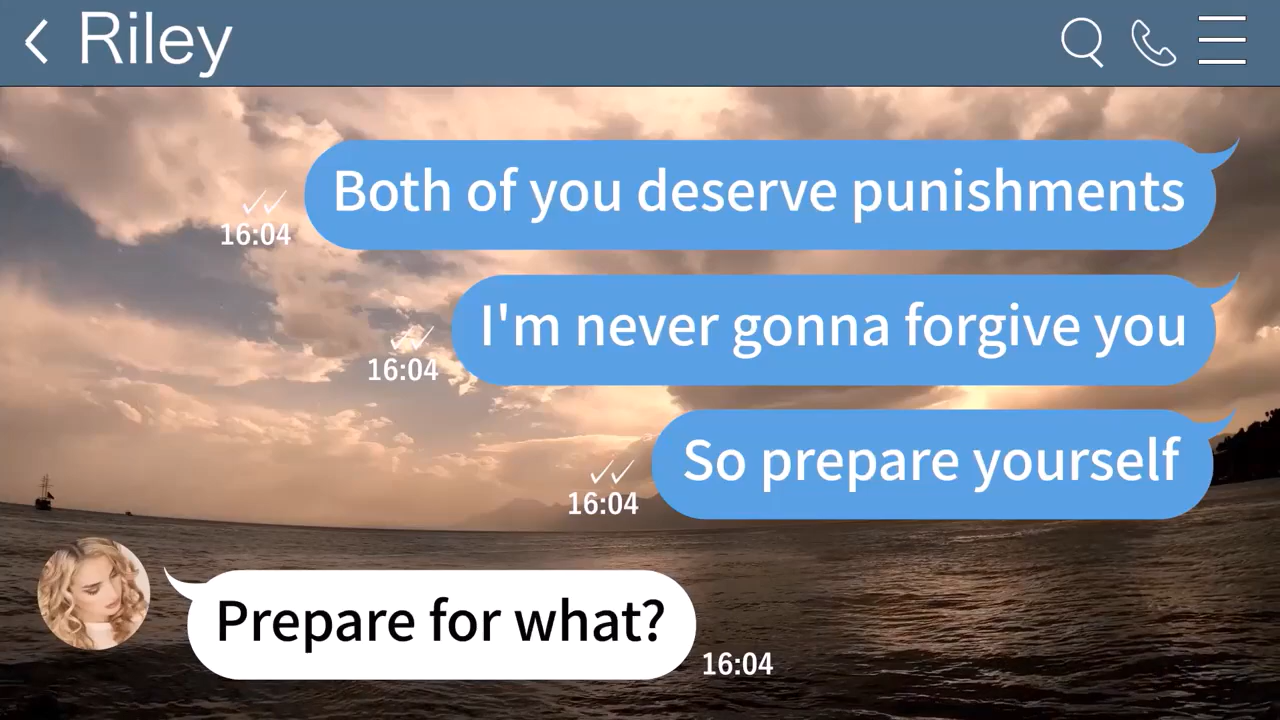 Riley
Both of you deserve punishments
16:04
I'm never gonna forgive you
16:04
So prepare yourself
16:04
Prepare for what?
16:04